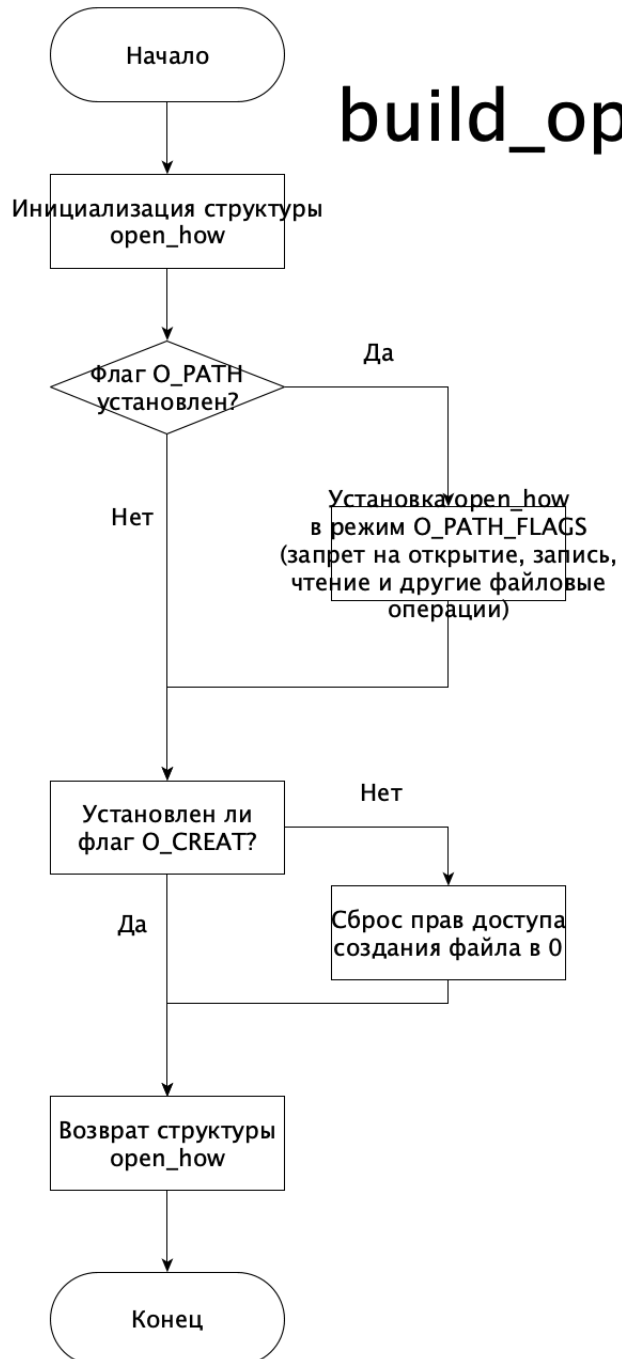 Начало
build_op
Инициализация структуры
open_how
Флаг O_PATH
установлен?
Да
Нет
Установка open_how
в режим O_PATH_FLAGS
(запрет на открытие, запись,
чтение и другие файловые
операции)
Установлен ли
флаг O_CREAT?
Нет
Да
Сброс прав доступа
создания файла в 0
Возврат структуры
open_how
Конец